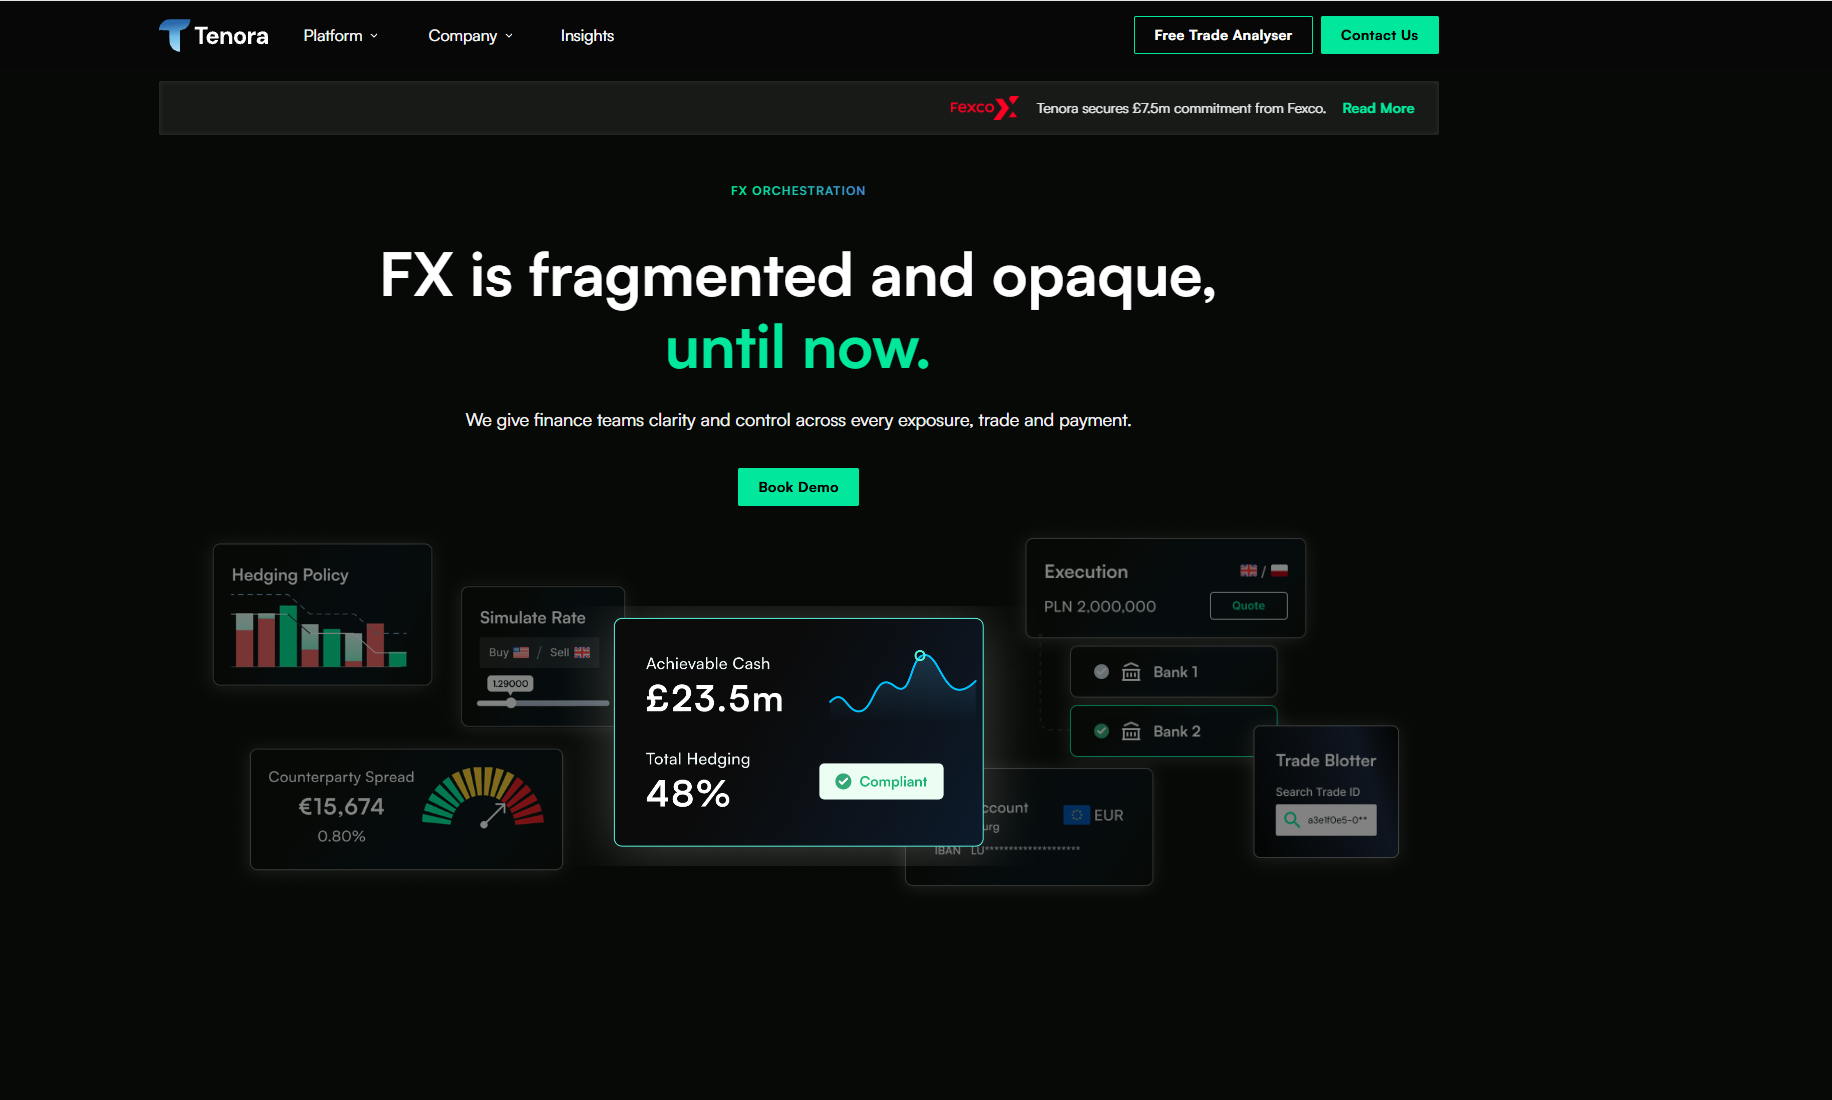 Tenora
Platform
Company
Insights
Free Trade Analyser
Contact Us
Fexco
Tenora secures £7.5m commitment from Fexco.
Read More
FX ORCHESTRATION
FX is fragmented and opaque,
until now.
We give finance teams clarity and control across every exposure, trade and payment.
Book Demo
Hedging Policy
Simulate Rate
Buy / Sell
1.29000
Counterparty Spread
€15,674
0.80%
Achievable Cash
£23.5m
Total Hedging
48%
Compliant
Execution
PLN 2,000,000
Quote
Bank 1
Bank 2
ccount
urg
EUR
IBAN LU********************
Trade Blotter
Search Trade ID
a3e1f0e5-0**